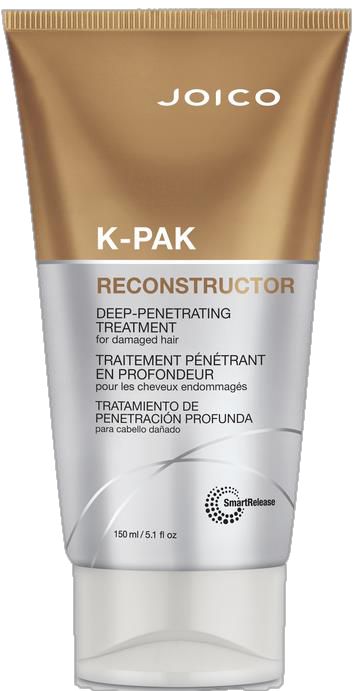 JOICO
K-PAK
RECONSTRUCTOR
DEEP-PENETRATING
TREATMENT
for damaged hair
TRAITEMENT PÉNÉTRANT
EN PROFONDEUR
pour les cheveux endommagés
TRATAMIENTO DE
PENETRACIÓN PROFUNDA
para cabello dañado
SmartRelease
150 ml / 5.1 fl oz